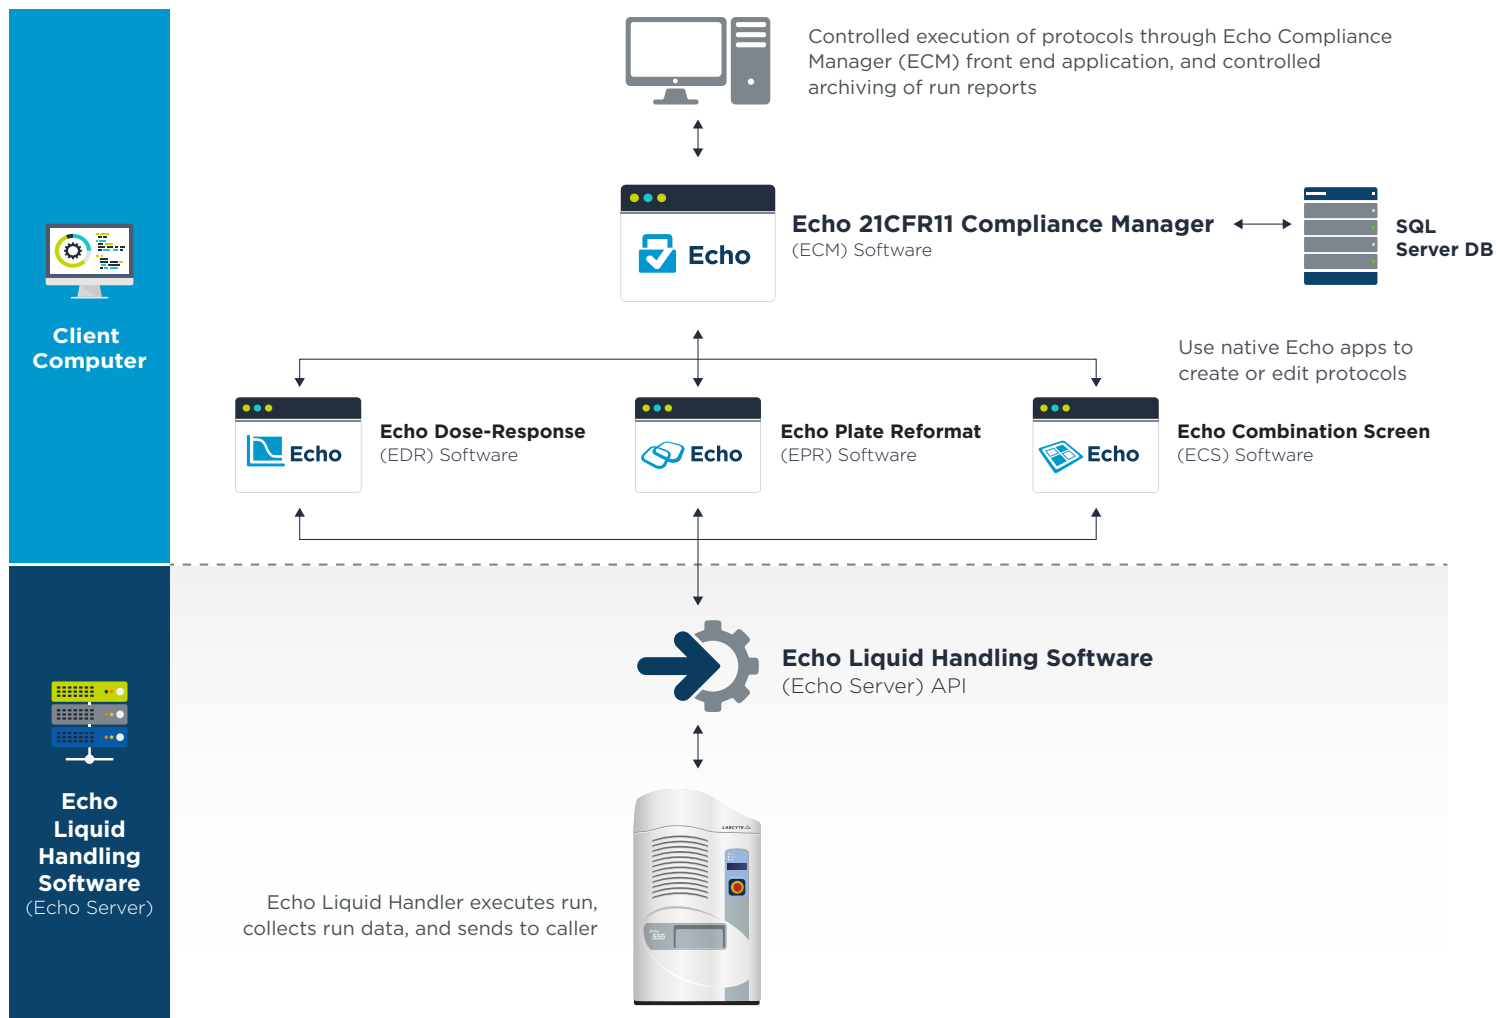 Controlled execution of protocols through Echo Compliance
Manager (ECM) front end application, and controlled
archiving of run reports
Echo
Echo 21CFR11 Compliance Manager
(ECM) Software
SQL
Server DB
Client
Computer
Use native Echo apps to
create or edit protocols
Echo
Echo Dose-Response
(EDR) Software
Echo
Echo Plate Reformat
(EPR) Software
Echo
Echo Combination Screen
(ECS) Software
Echo Liquid Handling Software
(Echo Server) API
Echo
Liquid
Handling
Software
(Echo Server)
LABCYTE
Echo Liquid Handler executes run,
collects run data, and sends to caller
Echo
555